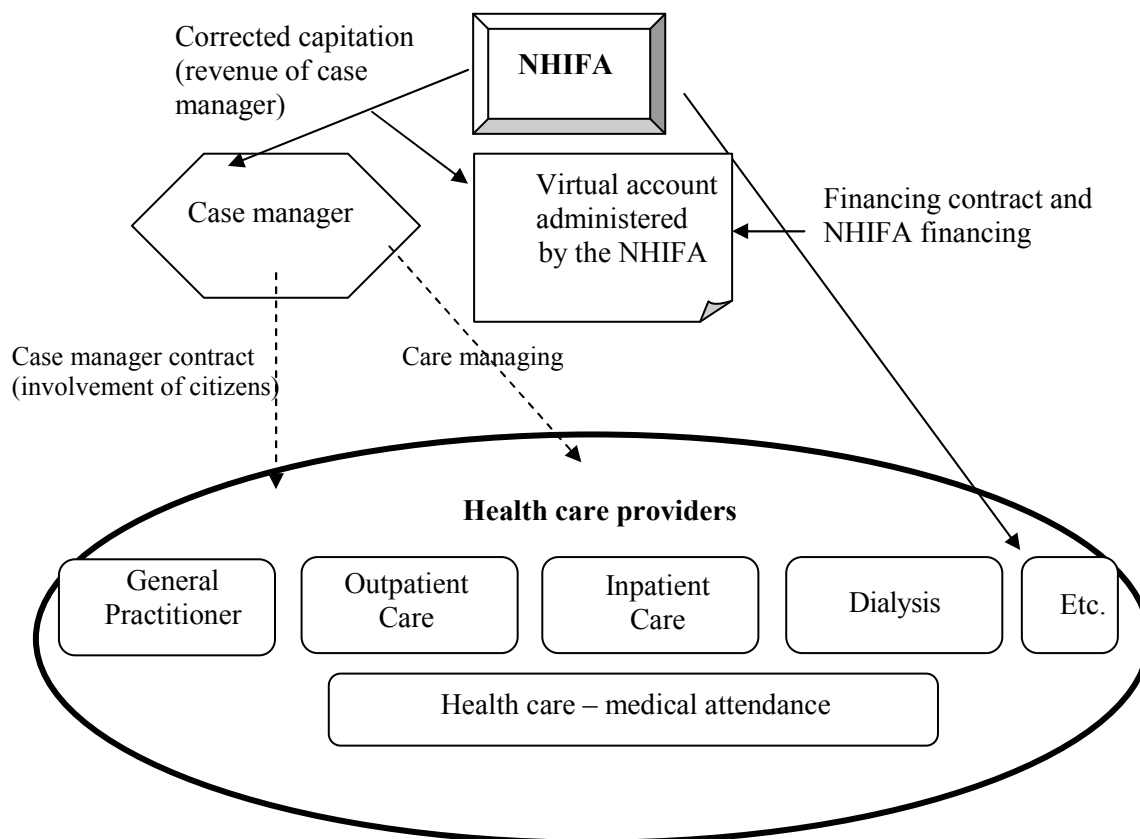 Corrected capitation
(revenue of case
manager)
NHIFA
Case manager
Virtual account
administered
by the NHIFA
Financing contract and
NHIFA financing
Case manager contract
(involvement of citizens)
Care managing
Health care providers
General
Practitioner
Outpatient
Care
Inpatient
Care
Dialysis
Etc.
Health care – medical attendance